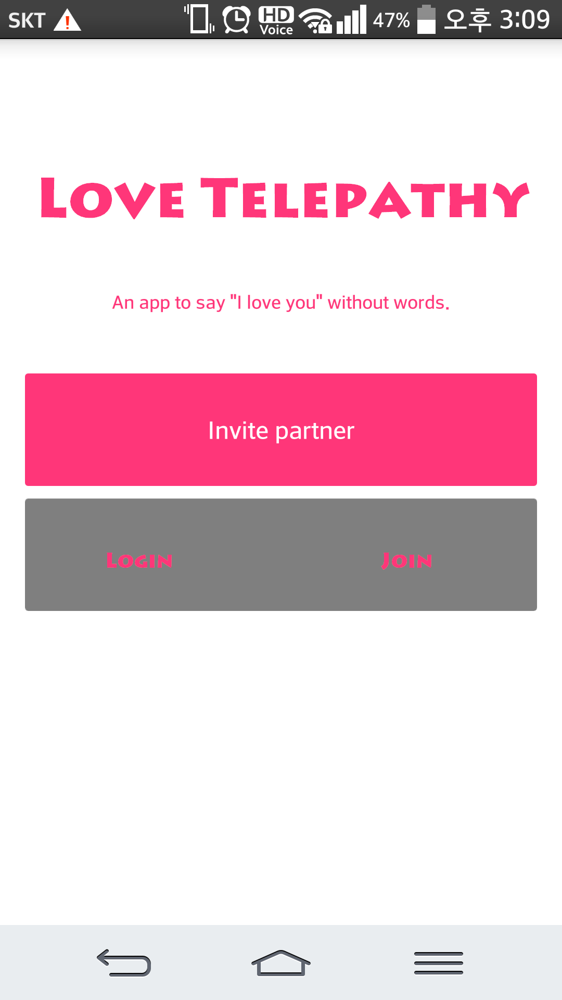 SKT HD Voice 47% 오후 3:09
LOVE TELEPATHY
An app to say "I love you" without words.
Invite partner
LOGIN JOIN